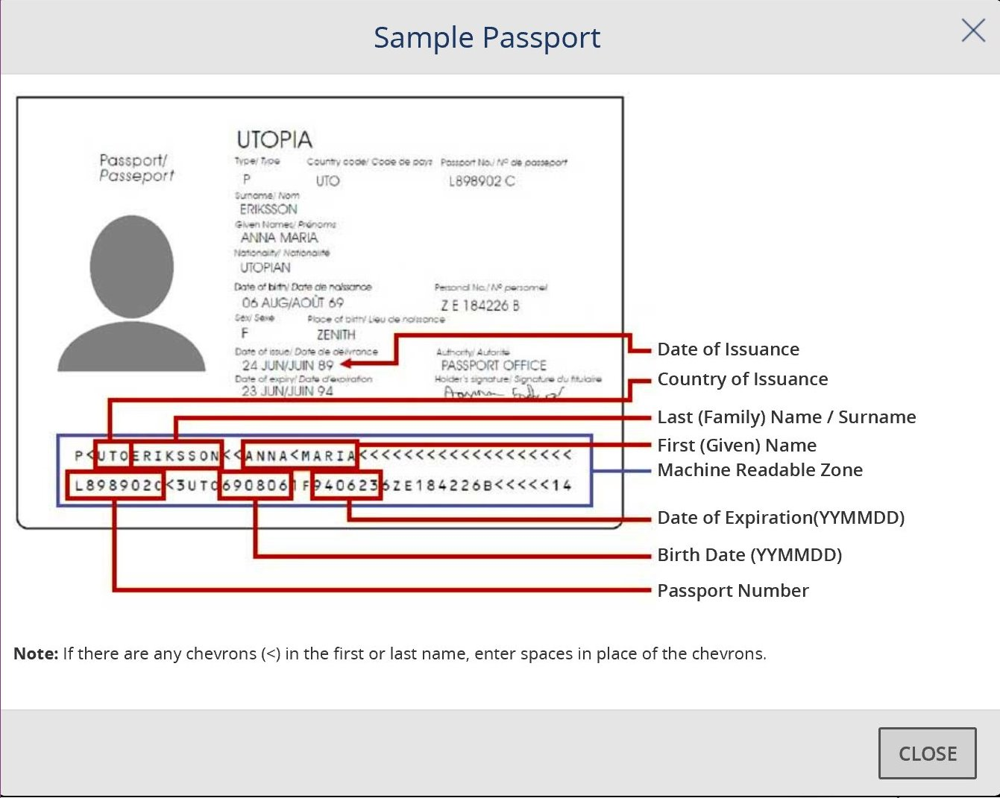 Sample Passport
UTOPIA
Passport/
Passeport
Type/ Type Country code/ Code de pays Passport No./ Nº de passeport
P UTO L898902 C
Surname/ Nom
ERIKSSON
Given Names/ Prénoms
ANNA MARIA
Nationality/ Nationalité
UTOPIAN
Date of birth/ Date de naissance Personal No./ Nº personnel
06 AUG/AOÛT 69 Z E 184226 B
Sex/ Sexe Place of birth/ Lieu de naissance
F ZENITH
Date of issue/ Date de délivrance Authority/ Autorité
24 JUN/JUIN 89 PASSPORT OFFICE
Date of expiry/ Date d'expiration Holder's signature/ Signature du titulaire
23 JUN/JUIN 94
P<UTOERIKSSON<<ANNA<MARIA<<<<<<<<<<<<<<<<<<<
L898902C<3UTO6908061F9406236ZE184226B<<<<<14
Date of Issuance
Country of Issuance
Last (Family) Name / Surname
First (Given) Name
Machine Readable Zone
Date of Expiration(YYMMDD)
Birth Date (YYMMDD)
Passport Number
Note: If there are any chevrons (<) in the first or last name, enter spaces in place of the chevrons.
CLOSE